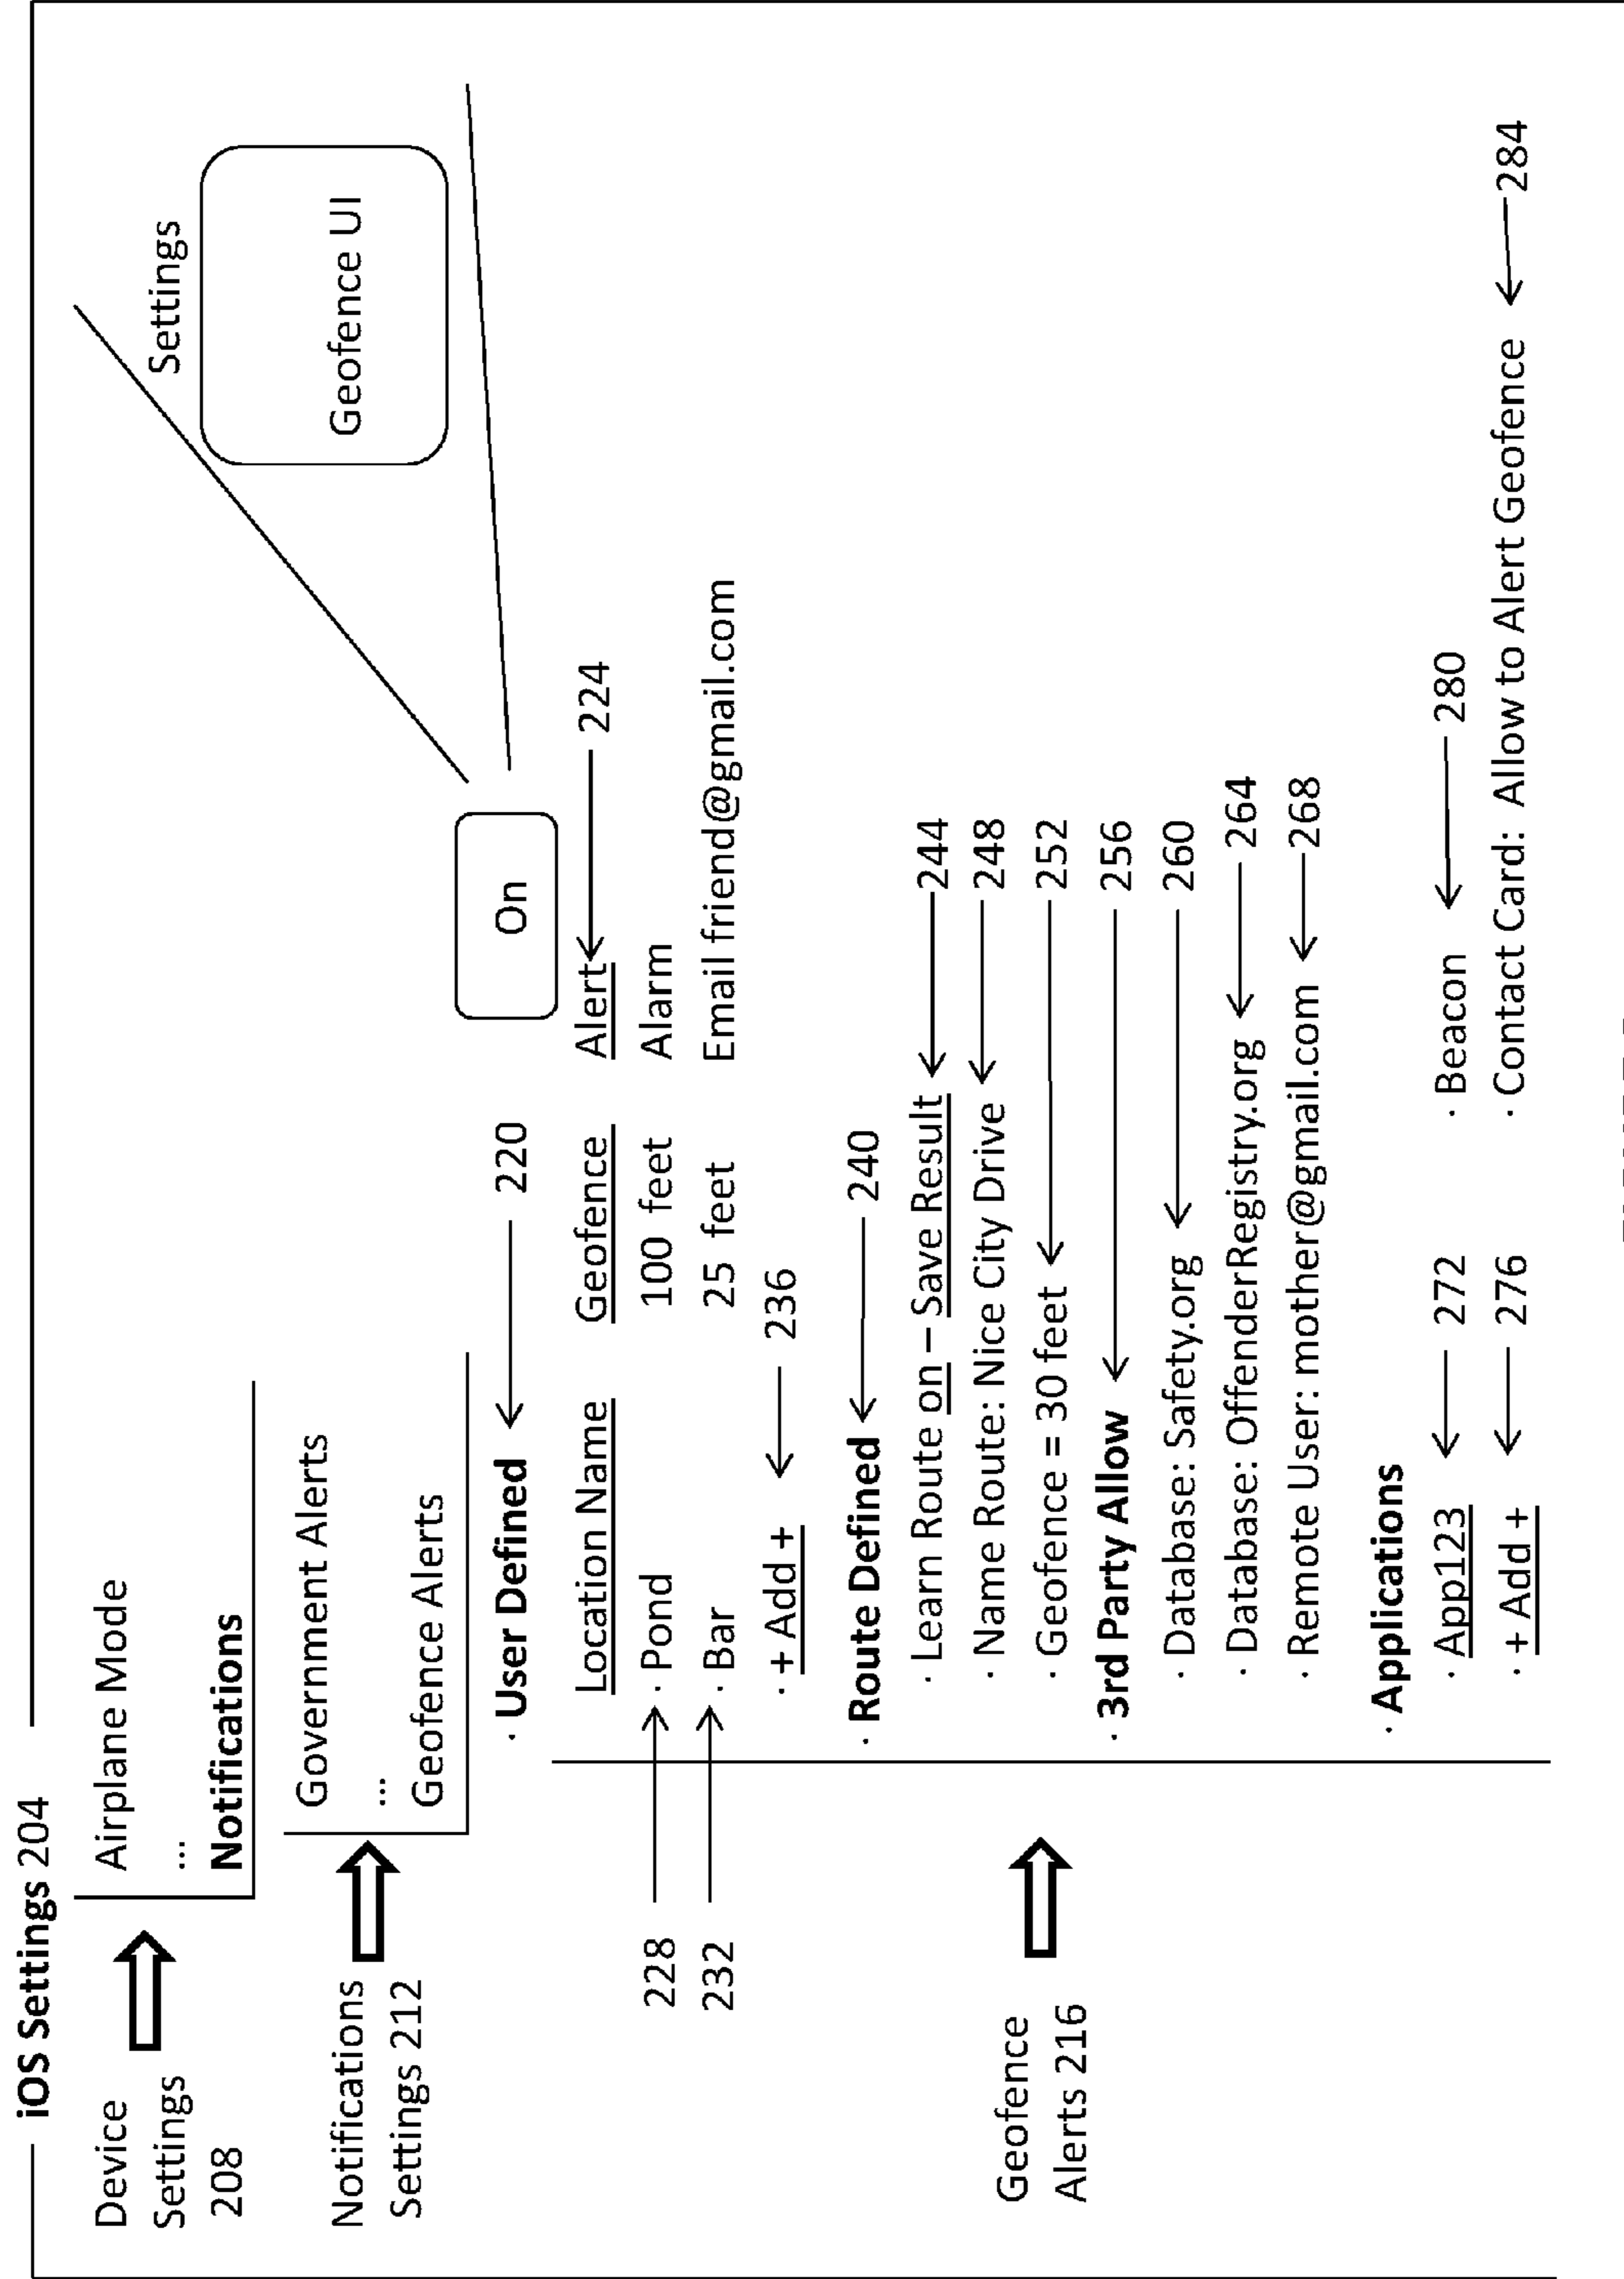 iOS Settings 204
Settings
Device
Settings
208
Airplane Mode
...
Notifications
Geofence UI
Notifications
Settings 212
Government Alerts
...
Geofence Alerts
· User Defined 220 On
Location Name Geofence Alert 224
228 · Pond 100 feet Alarm
232 · Bar 25 feet Email friend@gmail.com
· + Add + 236
· Route Defined 240
· Learn Route on – Save Result 244
· Name Route: Nice City Drive 248
Geofence
Alerts 216
· Geofence = 30 feet 252
· 3rd Party Allow 256
· Database: Safety.org 260
· Database: OffenderRegistry.org 264
· Remote User: mother@gmail.com 268
· Applications
· App123 272 · Beacon 280
· + Add + 276 · Contact Card: Allow to Alert Geofence 284